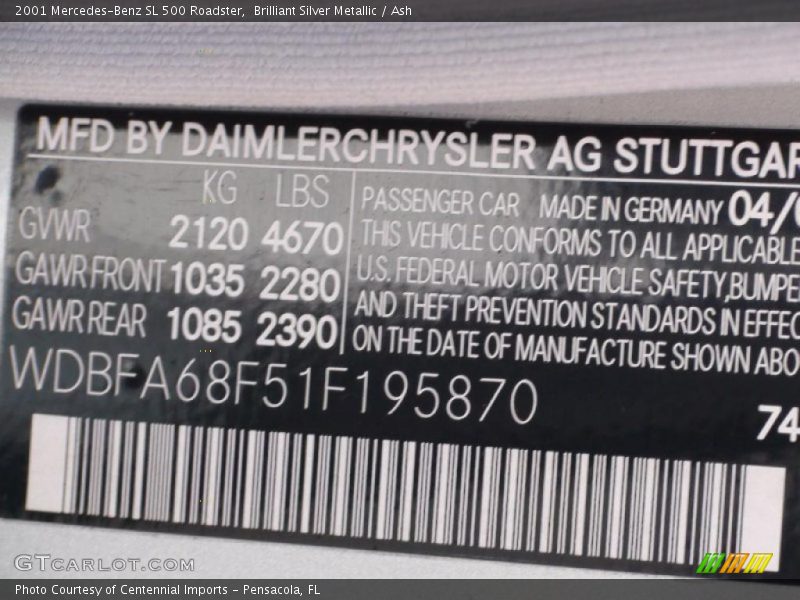 2001 Mercedes-Benz SL 500 Roadster, Brilliant Silver Metallic / Ash
MFD BY DAIMLERCHRYSLER AG STUTTGAR
KG LBS
GVWR 2120 4670
GAWR FRONT 1035 2280
GAWR REAR 1085 2390
PASSENGER CAR MADE IN GERMANY 04/0
THIS VEHICLE CONFORMS TO ALL APPLICABLE
U.S. FEDERAL MOTOR VEHICLE SAFETY,BUMPE
AND THEFT PREVENTION STANDARDS IN EFFEC
ON THE DATE OF MANUFACTURE SHOWN ABO
WDBFA68F51F195870
74
GTCARLOT.COM
Photo Courtesy of Centennial Imports - Pensacola, FL